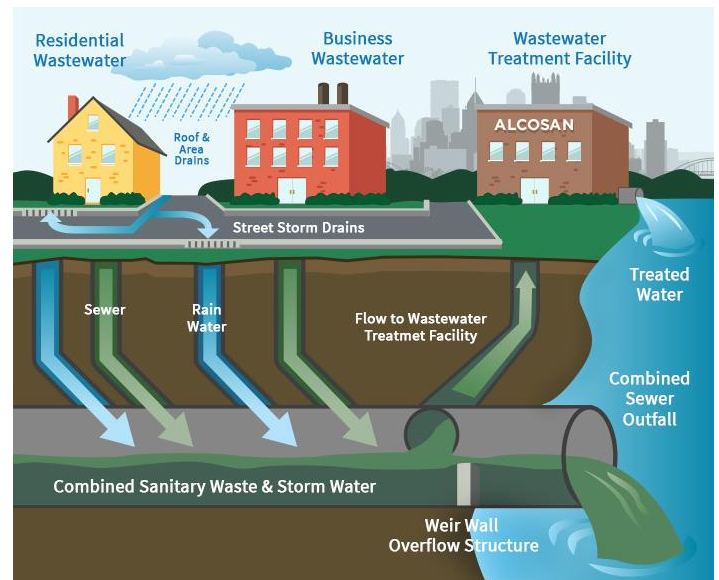 Residential
Wastewater
Business
Wastewater
Wastewater
Treatment Facility
Roof &
Area
Drains
ALCOSAN
Street Storm Drains
Treated
Water
Sewer
Rain
Water
Flow to Wastewater
Treatmet Facility
Combined
Sewer
Outfall
Combined Sanitary Waste & Storm Water
Weir Wall
Overflow Structure